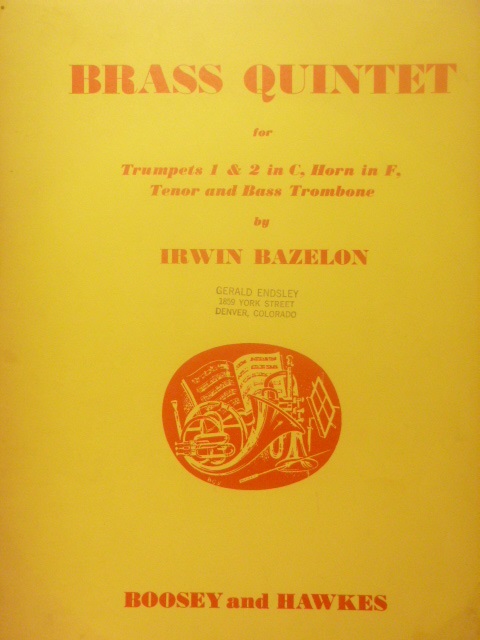 BRASS QUINTET
for
Trumpets 1 & 2 in C, Horn in F,
Tenor and Bass Trombone
by
IRWIN BAZELON
GERALD ENDSLEY
1859 YORK STREET
DENVER, COLORADO
BOOSEY and HAWKES